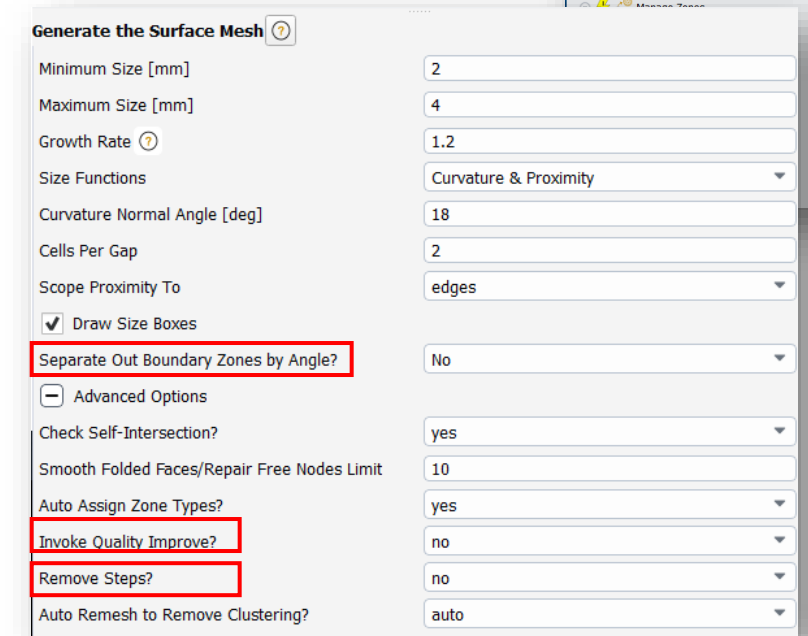 Manage Zones
Generate the Surface Mesh ?
Minimum Size [mm] 2
Maximum Size [mm] 4
Growth Rate ? 1.2
Size Functions Curvature & Proximity
Curvature Normal Angle [deg] 18
Cells Per Gap 2
Scope Proximity To edges
Draw Size Boxes
Separate Out Boundary Zones by Angle? No
Advanced Options
Check Self-Intersection? yes
Smooth Folded Faces/Repair Free Nodes Limit 10
Auto Assign Zone Types? yes
Invoke Quality Improve? no
Remove Steps? no
Auto Remesh to Remove Clustering? auto